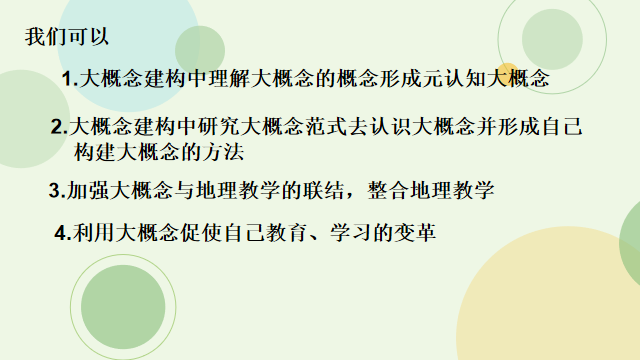 我们可以
1.大概念建构中理解大概念的概念形成元认知大概念
2.大概念建构中研究大概念范式去认识大概念并形成自己
构建大概念的方法
3.加强大概念与地理教学的联结，整合地理教学
4.利用大概念促使自己教育、学习的变革